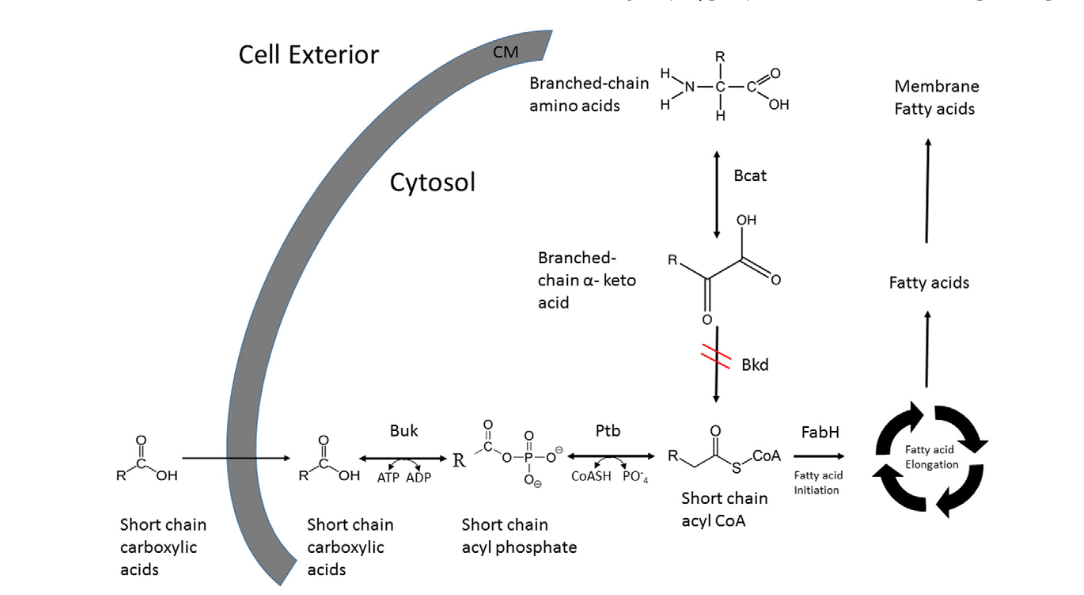 Cell Exterior
CM
Cytosol
Branched-chain
amino acids
H
H
N
R
C
H
C
O
OH
Membrane
Fatty acids
Bcat
Branched-
chain α- keto
acid
R
OH
O
O
Fatty acids
Bkd
O
R C OH
Short chain
carboxylic
acids
O
R C OH
Short chain
carboxylic
acids
Buk
ATP ADP
O
C
R
O
O P O⊖
O⊖
Short chain
acyl phosphate
Ptb
CoASH PO⁻₄
O
R
S CoA
Short chain
acyl CoA
FabH
Fatty acid
Initiation
Fatty acid
Elongation